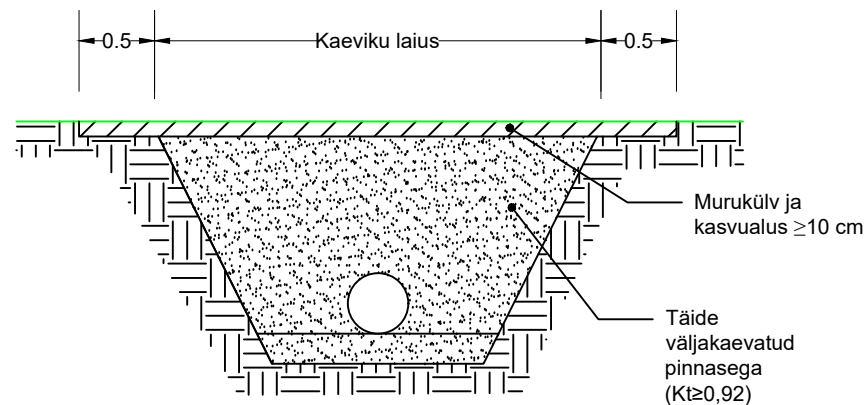 0.5
Kaeviku laius
0.5
Murukülv ja
kasvualus ≥10 cm
Täide
väljakaevatud
pinnasega
(Kt≥0,92)